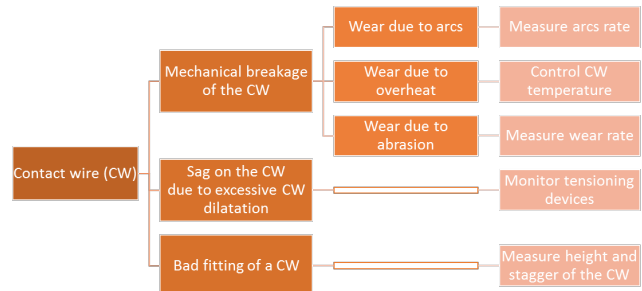 Wear due to arcs
Measure arcs rate
Mechanical breakage
of the CW
Wear due to
overheat
Control CW
temperature
Wear due to
abrasion
Measure wear rate
Contact wire (CW)
Sag on the CW
due to excessive CW
dilatation
Monitor tensioning
devices
Bad fitting of a CW
Measure height and
stagger of the CW